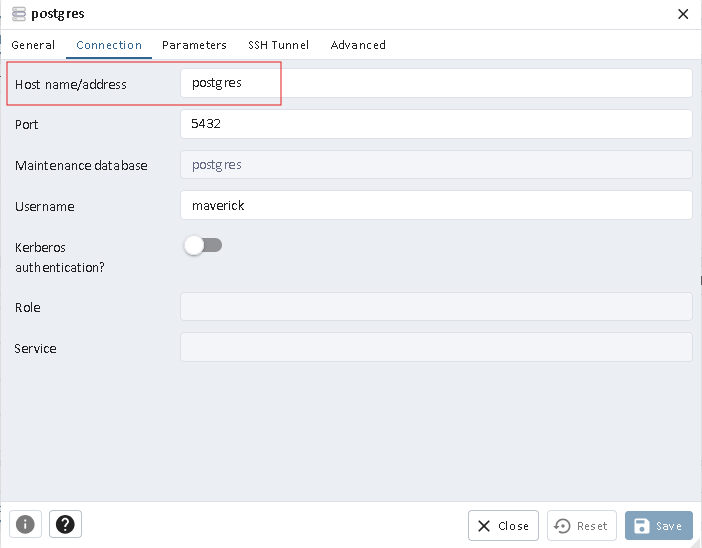 postgres
General Connection Parameters SSH Tunnel Advanced
Host name/address postgres
Port 5432
Maintenance database postgres
Username maverick
Kerberos
authentication?
Role
Service
Close Reset Save